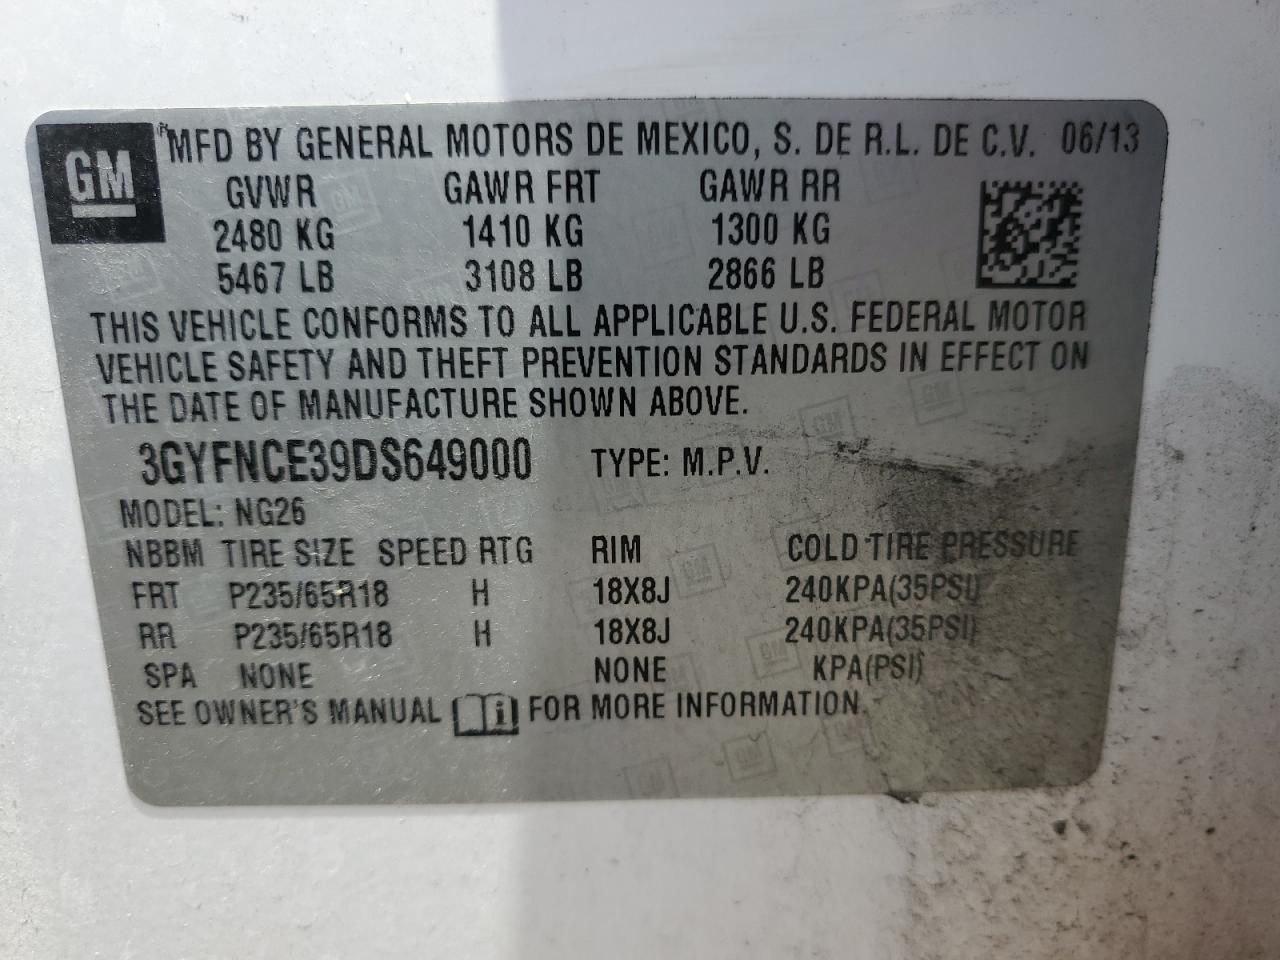 GM
MFD BY GENERAL MOTORS DE MEXICO, S. DE R.L. DE C.V. 06/13
GVWR GAWR FRT GAWR RR
2480 KG 1410 KG 1300 KG
5467 LB 3108 LB 2866 LB
THIS VEHICLE CONFORMS TO ALL APPLICABLE U.S. FEDERAL MOTOR
VEHICLE SAFETY AND THEFT PREVENTION STANDARDS IN EFFECT ON
THE DATE OF MANUFACTURE SHOWN ABOVE.
3GYFNCE39DS649000 TYPE: M.P.V.
MODEL: NG26
NBBM TIRE SIZE SPEED RTG RIM COLD TIRE PRESSURE
FRT P235/65R18 H 18X8J 240KPA(35PSI)
RR P235/65R18 H 18X8J 240KPA(35PSI)
SPA NONE NONE KPA(PSI)
SEE OWNER'S MANUAL i FOR MORE INFORMATION.